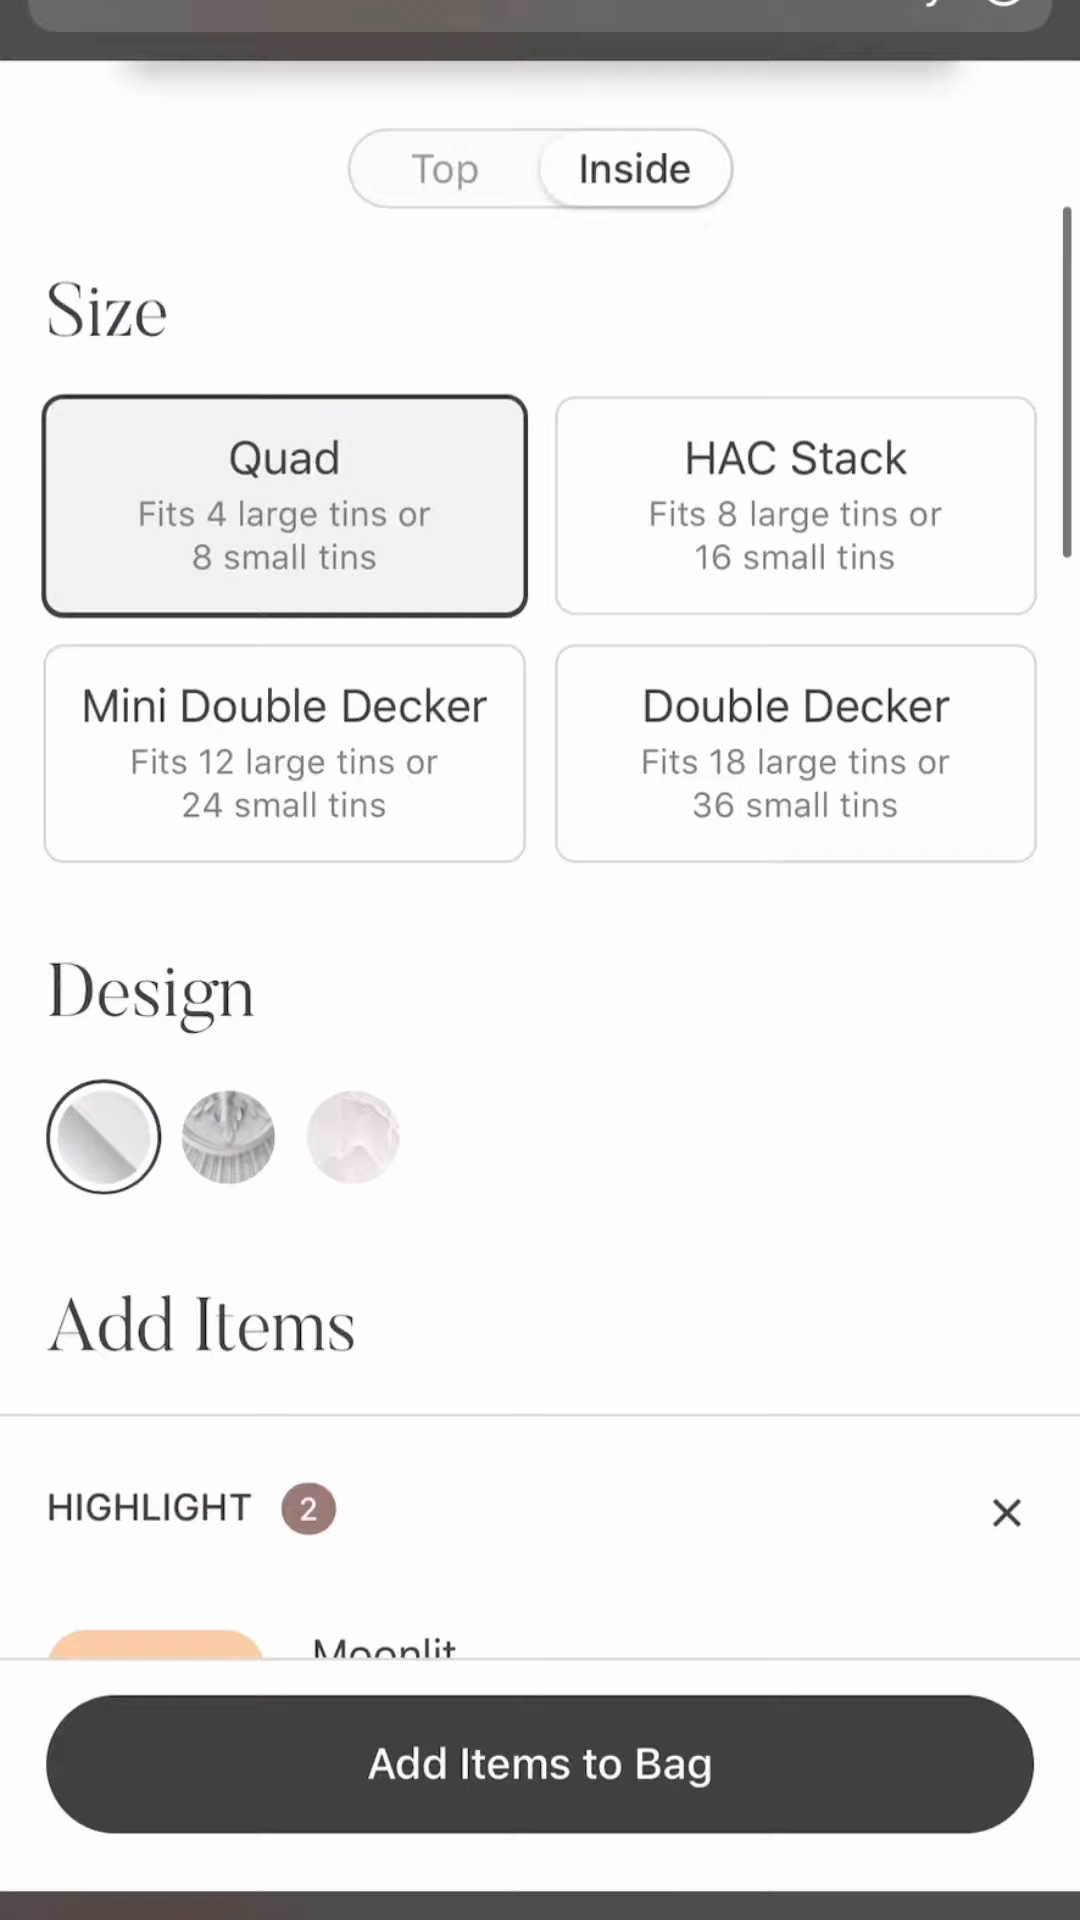 Top
Inside
Size
Quad
Fits 4 large tins or
8 small tins
HAC Stack
Fits 8 large tins or
16 small tins
Mini Double Decker
Fits 12 large tins or
24 small tins
Double Decker
Fits 18 large tins or
36 small tins
Design
Add Items
HIGHLIGHT 2
Moonlit
Add Items to Bag